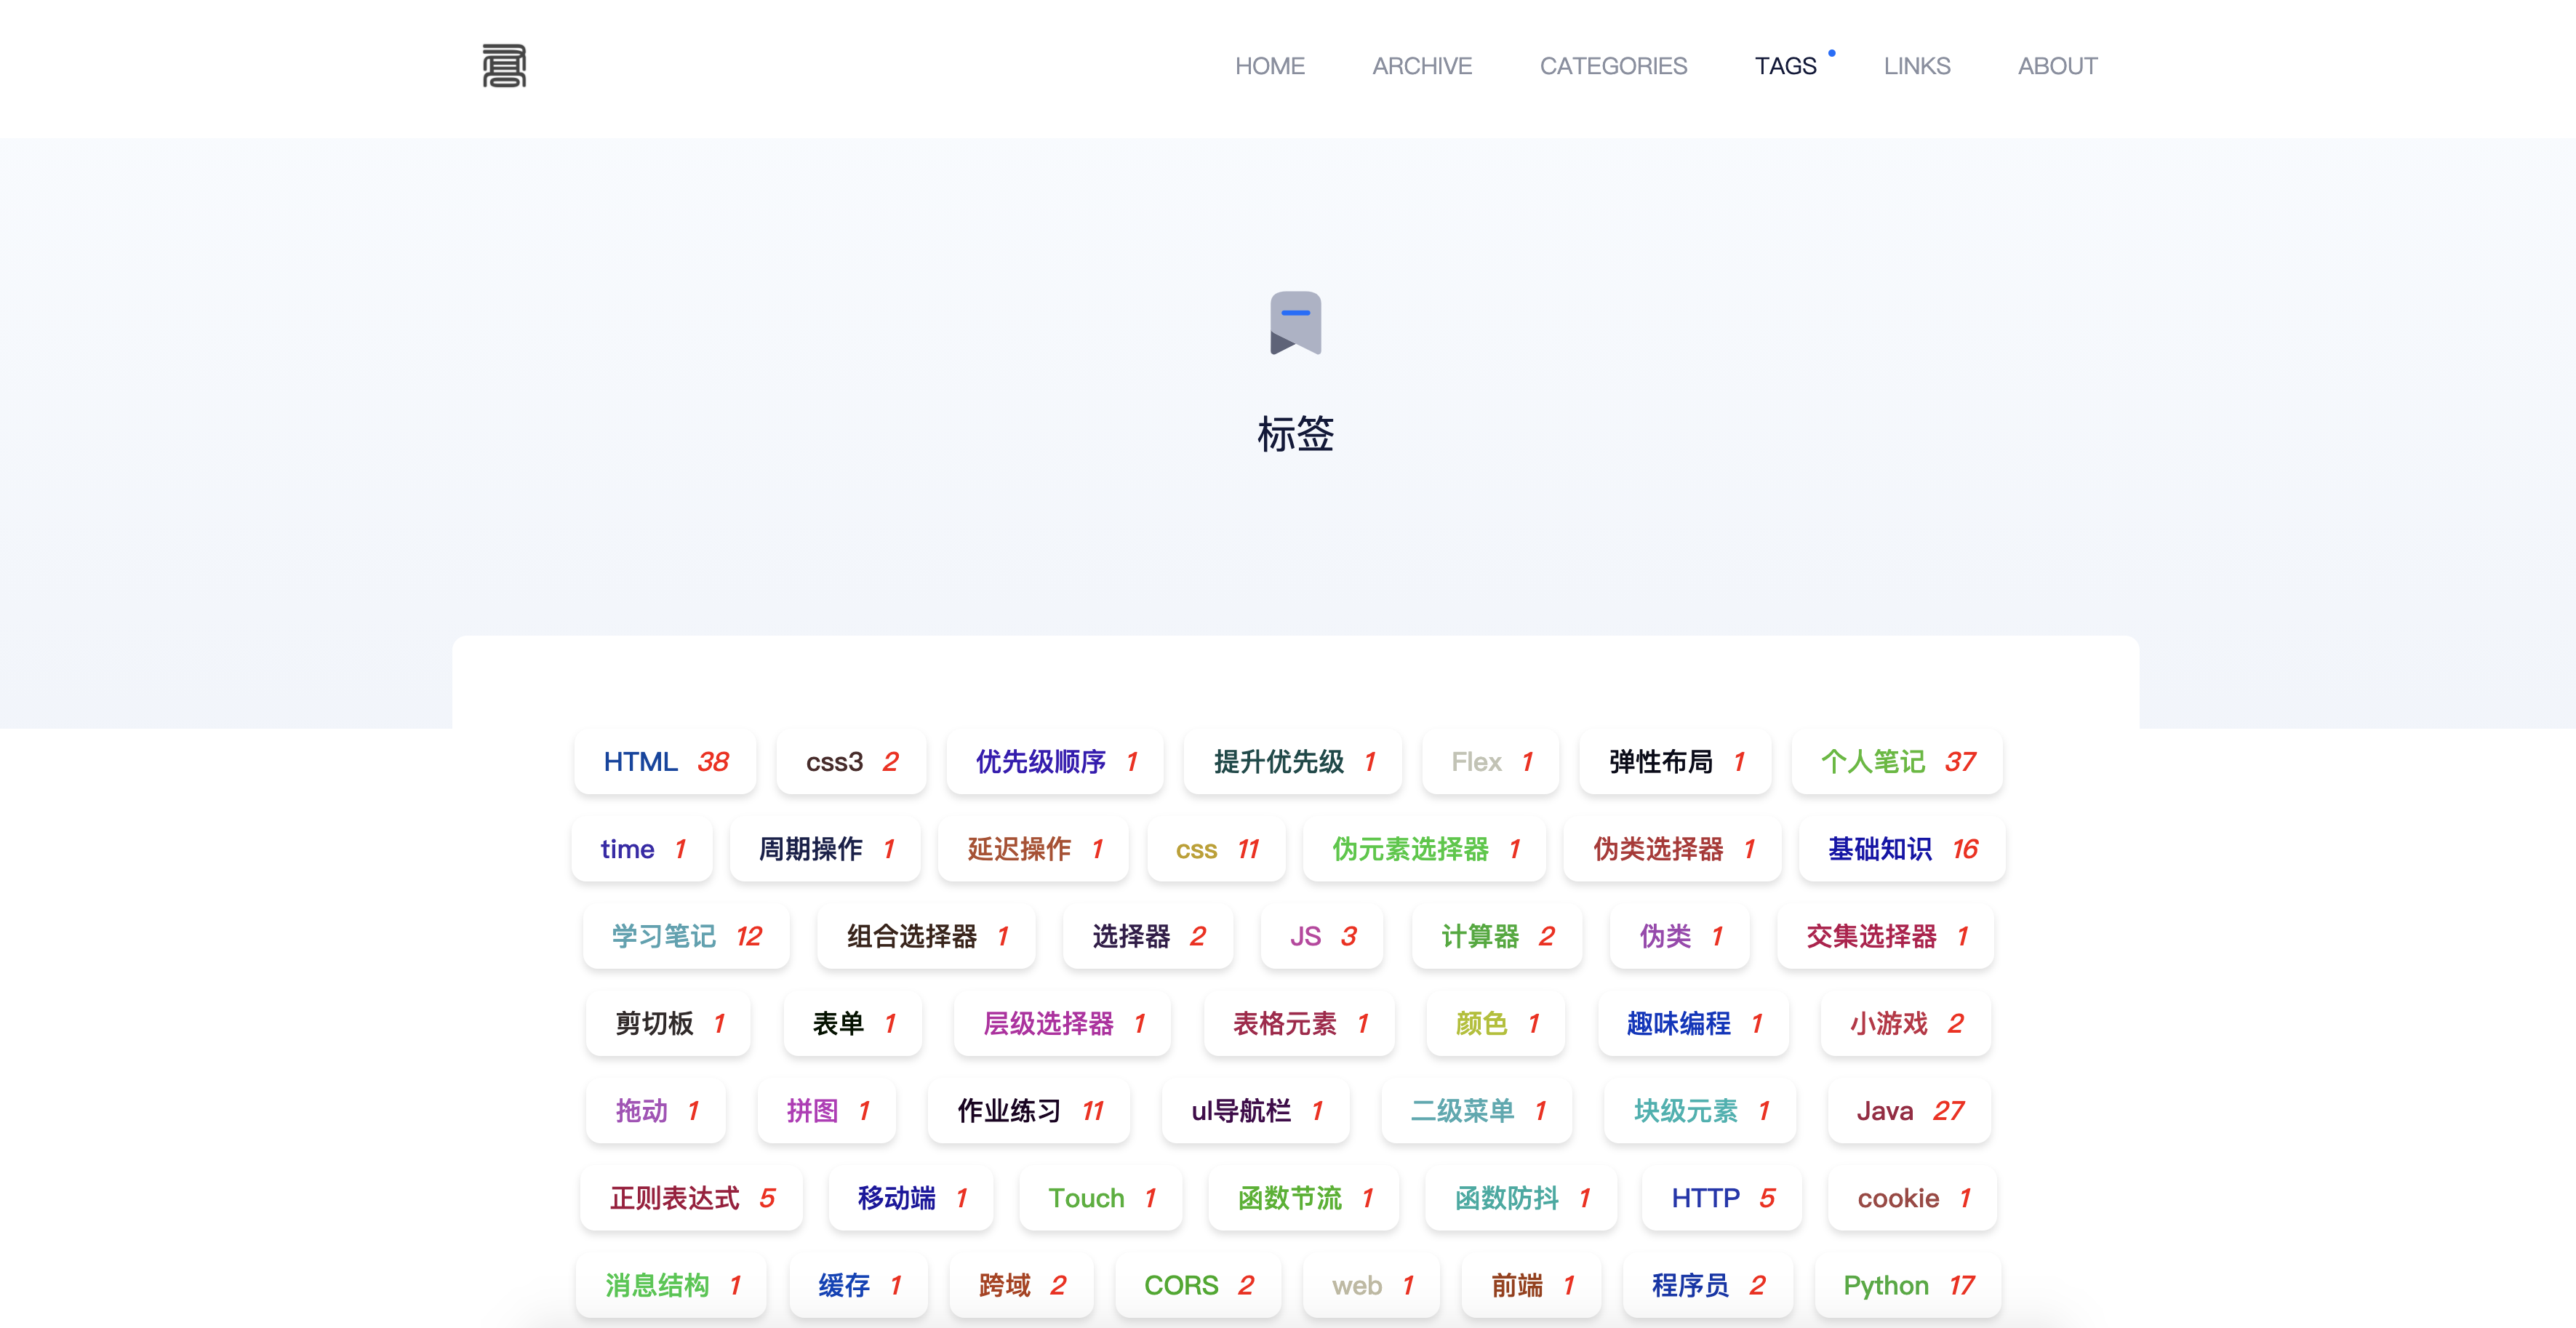 HOME ARCHIVE CATEGORIES TAGS LINKS ABOUT
标签
HTML 38 css3 2 优先级顺序 1 提升优先级 1 Flex 1 弹性布局 1 个人笔记 37
time 1 周期操作 1 延迟操作 1 css 11 伪元素选择器 1 伪类选择器 1 基础知识 16
学习笔记 12 组合选择器 1 选择器 2 JS 3 计算器 2 伪类 1 交集选择器 1
剪切板 1 表单 1 层级选择器 1 表格元素 1 颜色 1 趣味编程 1 小游戏 2
拖动 1 拼图 1 作业练习 11 ul导航栏 1 二级菜单 1 块级元素 1 Java 27
正则表达式 5 移动端 1 Touch 1 函数节流 1 函数防抖 1 HTTP 5 cookie 1
消息结构 1 缓存 1 跨域 2 CORS 2 web 1 前端 1 程序员 2 Python 17